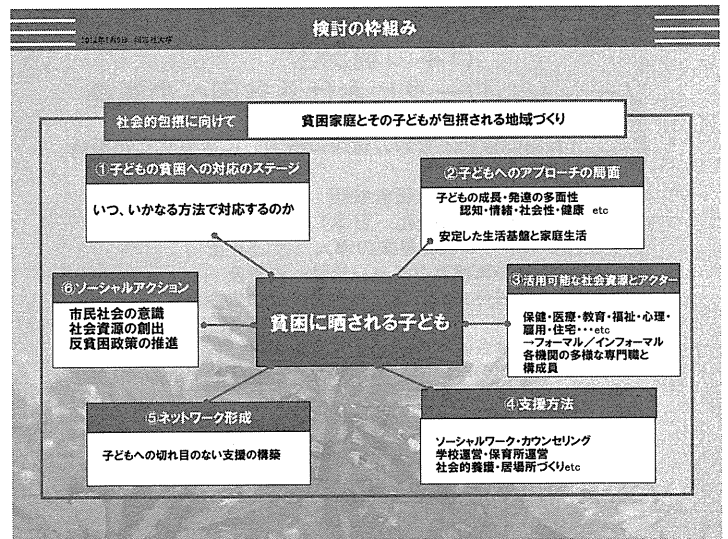 検討の枠組み
社会的包摂に向けて
貧困家庭とその子どもが包摂される地域づくり
①子どもの貧困への対応のステージ
いつ、いかなる方法で対応するのか
②子どもへのアプローチの局面
子どもの成長・発達の多面性
認知・情緒・社会性・健康 etc
安定した生活基盤と家庭生活
③活用可能な社会資源とアクター
保健・医療・教育・福祉・心理・
雇用・住宅・・・etc
→フォーマル／インフォーマル
各機関の多様な専門職と
構成員
④支援方法
ソーシャルワーク・カウンセリング
学校運営・保育所運営
社会的養護・居場所づくりetc
⑤ネットワーク形成
子どもへの切れ目のない支援の構築
⑥ソーシャルアクション
市民社会の意識
社会資源の創出
反貧困政策の推進
貧困に晒される子ども